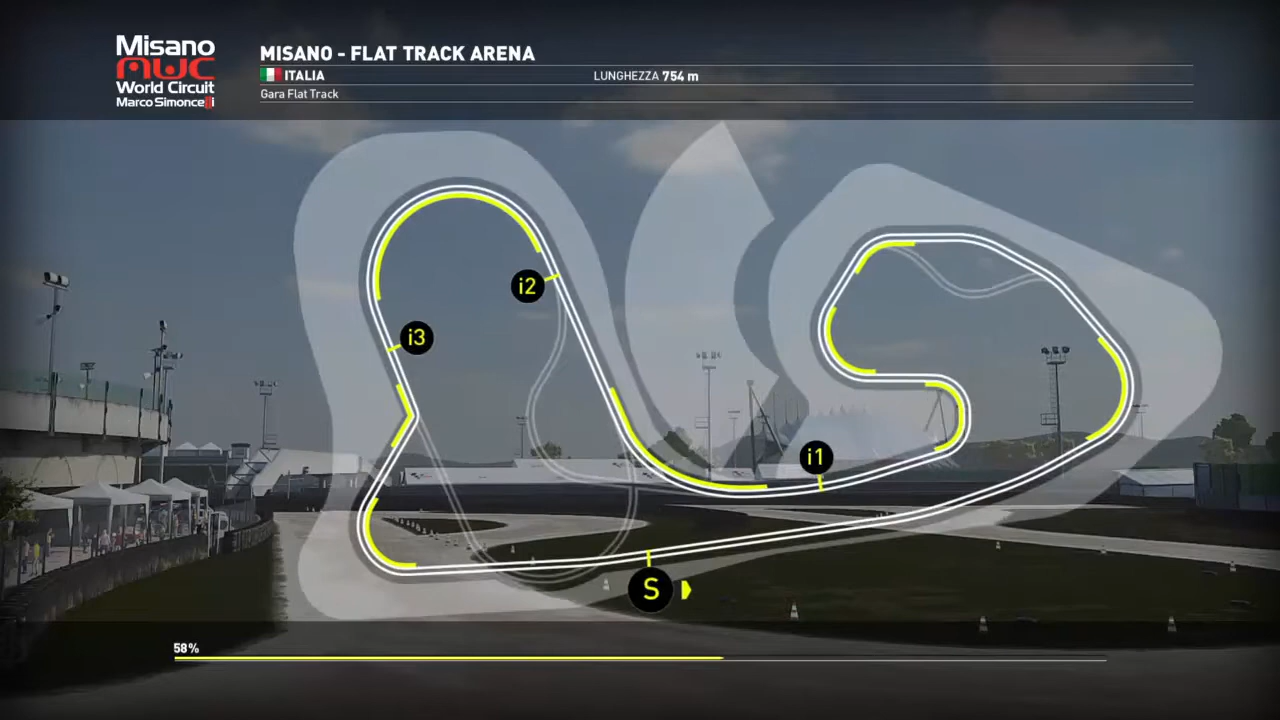 Misano
MWC
World Circuit
Marco Simoncelli
MISANO - FLAT TRACK ARENA
ITALIA
LUNGHEZZA 754 m
Gara Flat Track
i2
i3
i1
S
58%